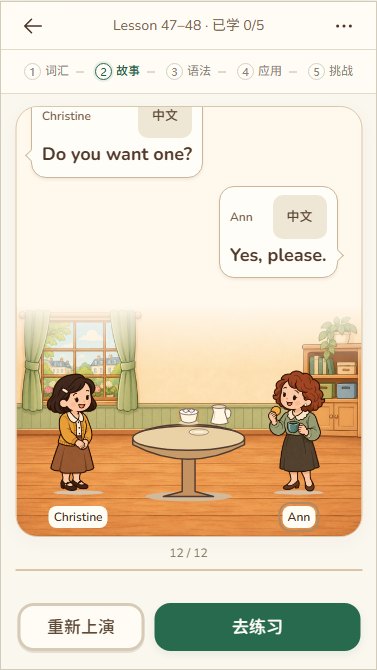 Lesson 47–48 · 已学 0/5
1 词汇 — 2 故事 — 3 语法 — 4 应用 — 5 挑战
Christine 中文
Do you want one?
Ann 中文
Yes, please.
Christine
Ann
12 / 12
重新上演
去练习